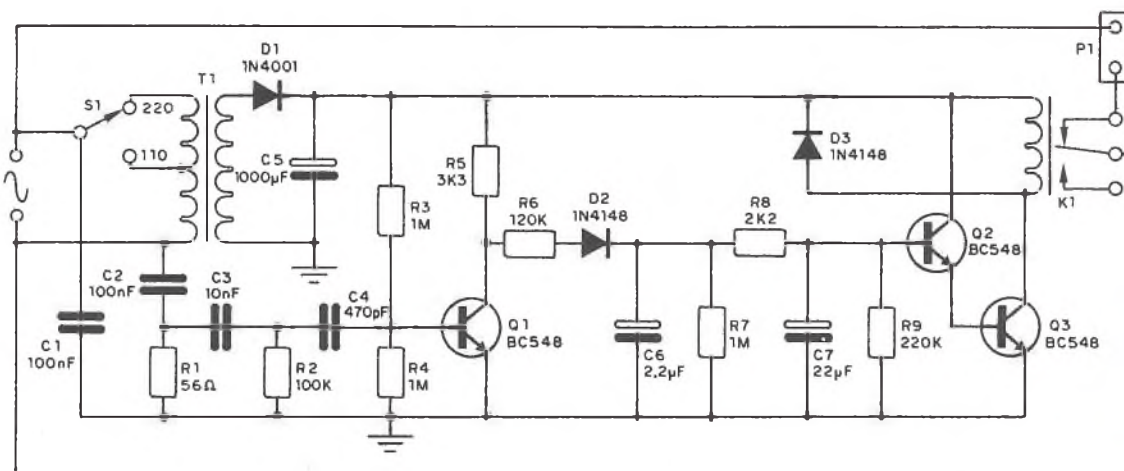 P1
D1
1N4001
T1
S1
220
110
C5
1000µF
R3
1M
R5
3K3
R6
120K
D2
1N4148
R8
2K2
D3
1N4148
K1
Q2
BC548
C2
100nF
C3
10nF
C4
470pF
C1
100nF
R1
56Ω
R2
100K
R4
1M
Q1
BC548
C6
2,2µF
R7
1M
C7
22µF
R9
220K
Q3
BC548